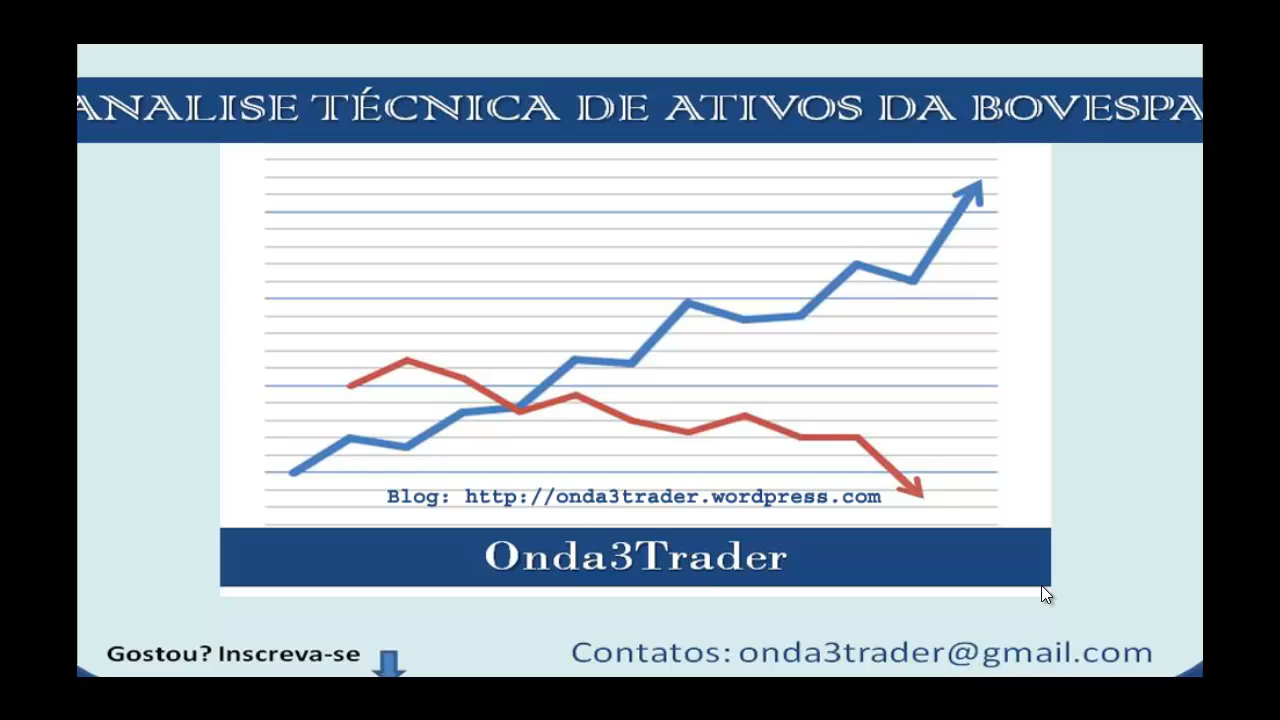 ANALISE TÉCNICA DE ATIVOS DA BOVESPA
Blog: http://onda3trader.wordpress.com
Onda3Trader
Gostou? Inscreva-se
Contatos: onda3trader@gmail.com